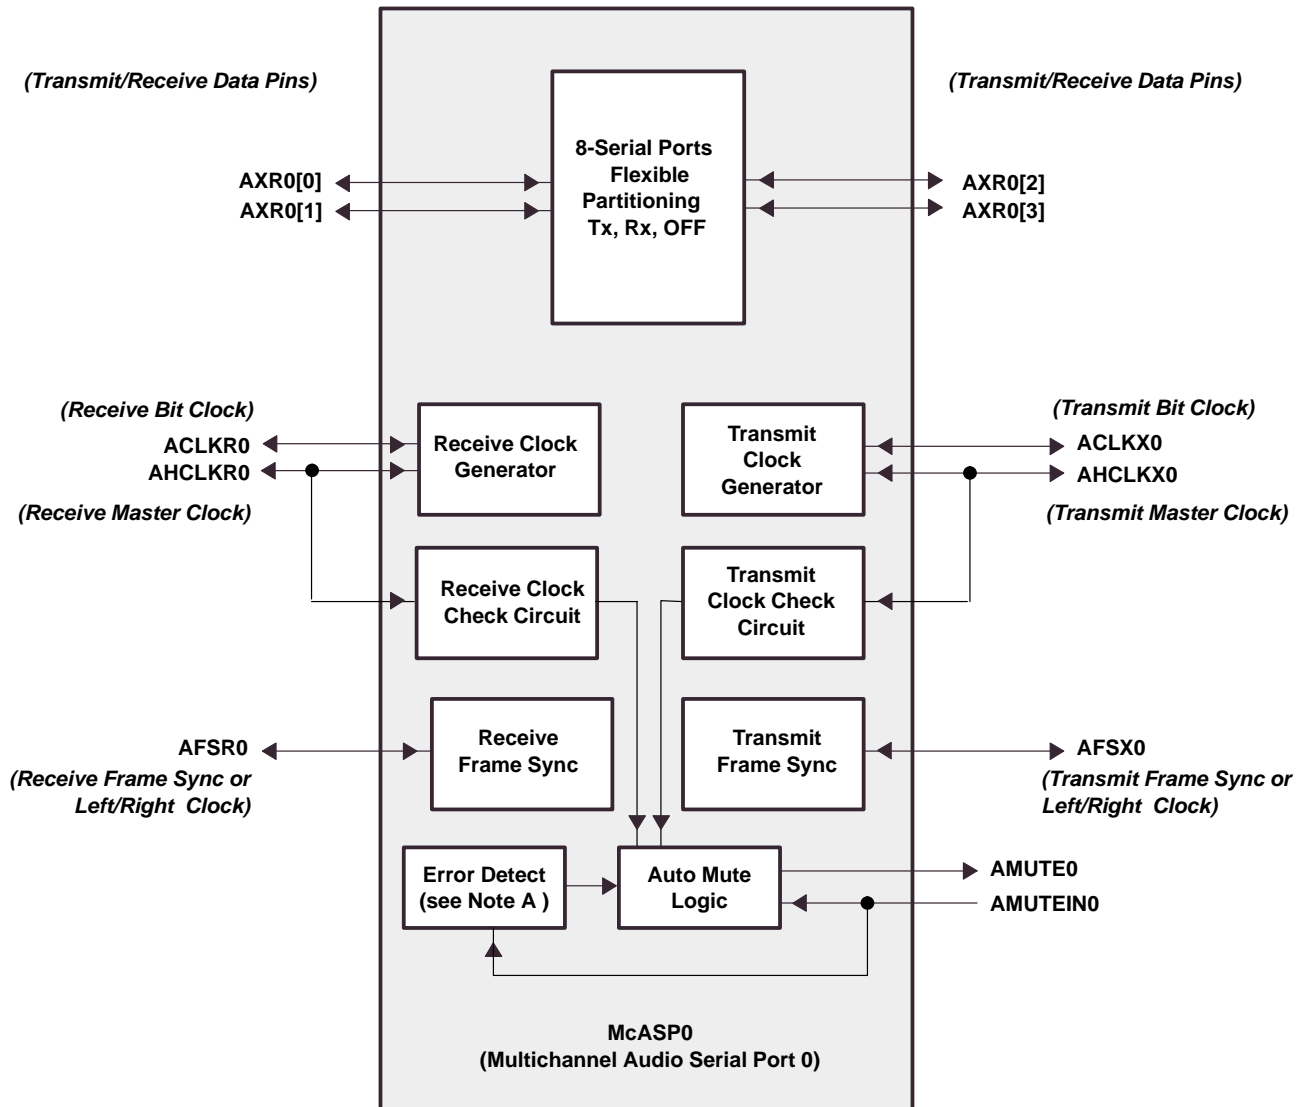 (Transmit/Receive Data Pins)
(Transmit/Receive Data Pins)
8-Serial Ports
Flexible
Partitioning
Tx, Rx, OFF
AXR0[0]
AXR0[1]
AXR0[2]
AXR0[3]
(Receive Bit Clock)
ACLKR0
AHCLKR0
(Receive Master Clock)
Receive Clock
Generator
Transmit
Clock
Generator
(Transmit Bit Clock)
ACLKX0
AHCLKX0
(Transmit Master Clock)
Receive Clock
Check Circuit
Transmit
Clock Check
Circuit
AFSR0
(Receive Frame Sync or
Left/Right Clock)
Receive
Frame Sync
Transmit
Frame Sync
AFSX0
(Transmit Frame Sync or
Left/Right Clock)
Error Detect
(see Note A )
Auto Mute
Logic
AMUTE0
AMUTEIN0
McASP0
(Multichannel Audio Serial Port 0)